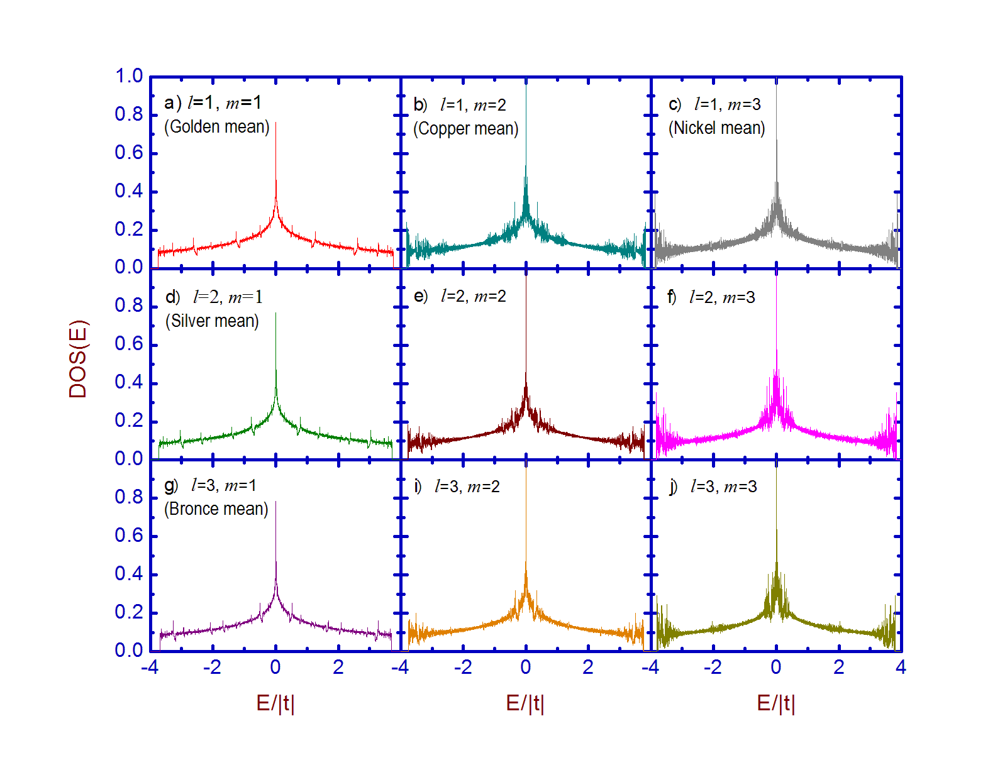 1.0
0.8
0.6
0.4
0.2
0.0
a) l=1, m=1
(Golden mean)
b) l=1, m=2
(Copper mean)
c) l=1, m=3
(Nickel mean)
0.8
0.6
0.4
0.2
0.0
d) l=2, m=1
(Silver mean)
e) l=2, m=2
f) l=2, m=3
DOS(E)
0.8
0.6
0.4
0.2
0.0
g) l=3, m=1
(Bronce mean)
i) l=3, m=2
j) l=3, m=3
-4 -2 0 2 -4 -2 0 2 -4 -2 0 2 4
E/|t| E/|t| E/|t|